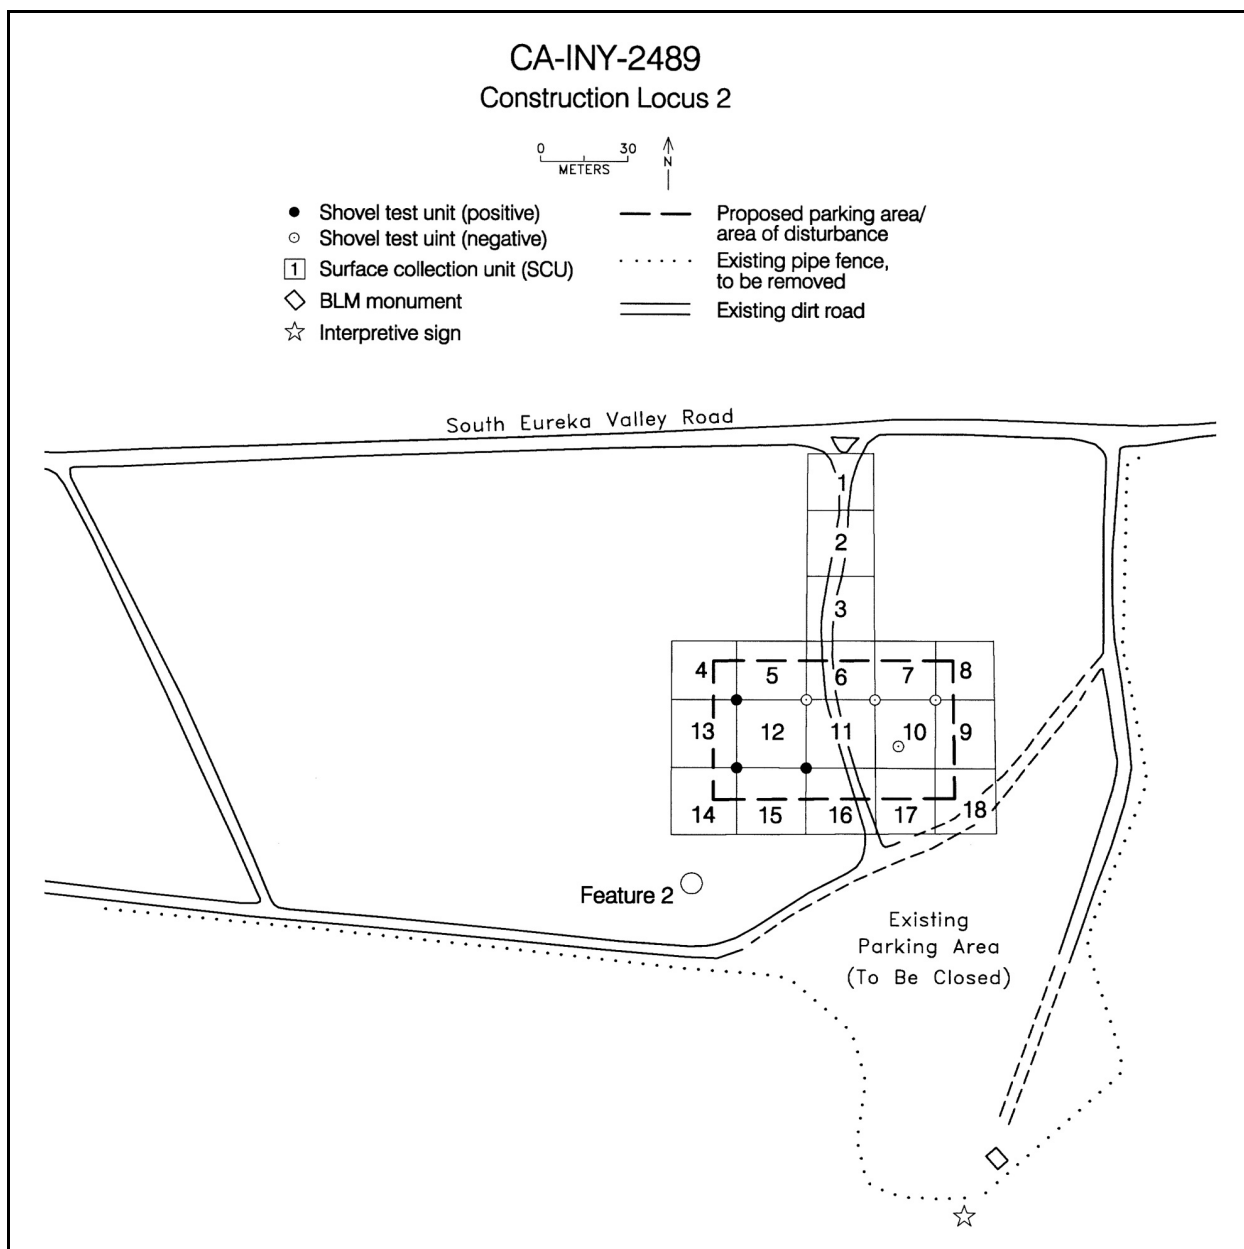 CA-INY-2489
Construction Locus 2
0 30
METERS
N
Shovel test unit (positive)
Shovel test uint (negative)
1 Surface collection unit (SCU)
BLM monument
Interpretive sign
Proposed parking area/
area of disturbance
Existing pipe fence,
to be removed
Existing dirt road
South Eureka Valley Road
1
2
3
4 5 6 7 8
13 12 11 10 9
14 15 16 17 18
Feature 2
Existing
Parking Area
(To Be Closed)